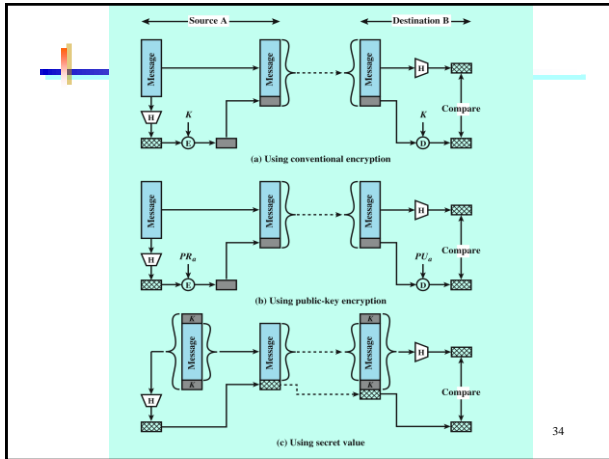 Source A
Destination B
Message
Message
Message
H
H
K
K
Compare
E
D
(a) Using conventional encryption
Message
Message
Message
H
H
PRa
PUa
Compare
E
D
(b) Using public-key encryption
K
K
Message
Message
Message
H
K
K
H
Compare
(c) Using secret value
34